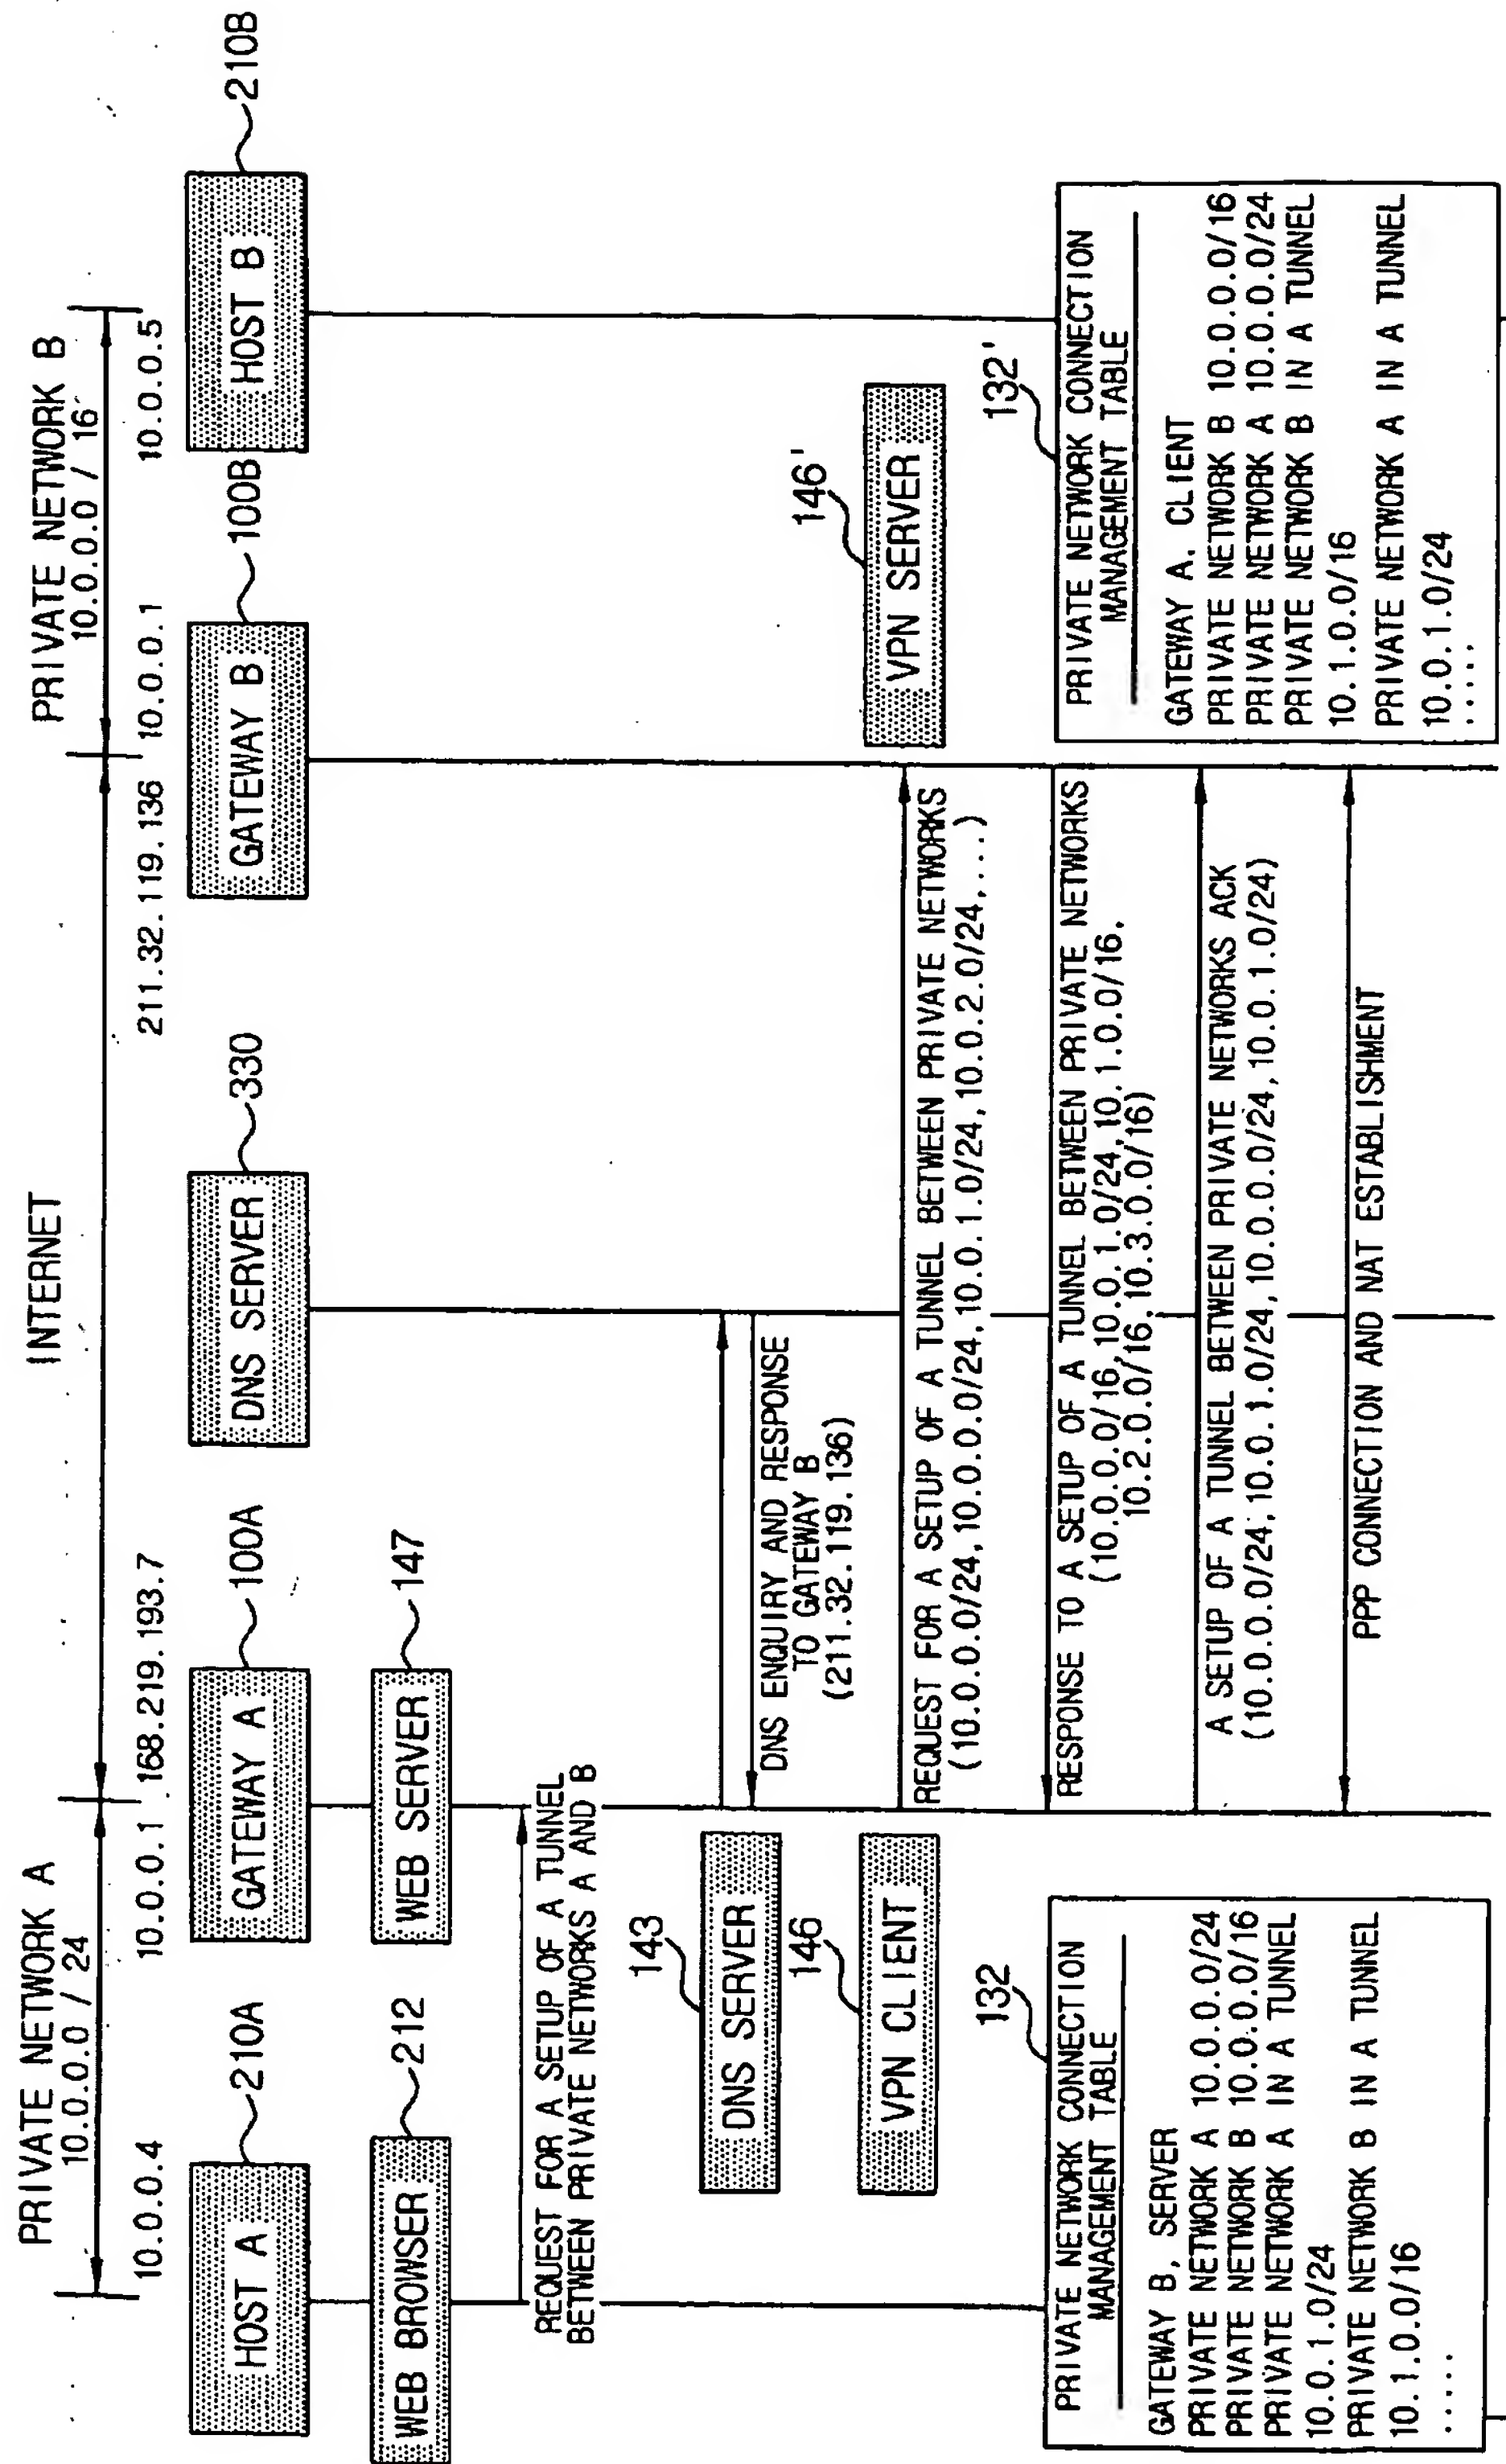 PRIVATE NETWORK A
10.0.0.0 / 24
INTERNET
PRIVATE NETWORK B
10.0.0.0 / 16
10.0.0.4
10.0.0.1
168.219.193.7
211.32.119.136
10.0.0.1
10.0.0.5
HOST A
210A
GATEWAY A
100A
DNS SERVER
330
GATEWAY B
100B
HOST B
210B
WEB BROWSER
212
WEB SERVER
147
REQUEST FOR A SETUP OF A TUNNEL
BETWEEN PRIVATE NETWORKS A AND B
143
DNS SERVER
DNS ENQUIRY AND RESPONSE
TO GATEWAY B
(211.32.119.136)
146
VPN CLIENT
146'
VPN SERVER
REQUEST FOR A SETUP OF A TUNNEL BETWEEN PRIVATE NETWORKS
(10.0.0.0/24,10.0.0.0/24,10.0.1.0/24,10.0.2.0/24,....)
RESPONSE TO A SETUP OF A TUNNEL BETWEEN PRIVATE NETWORKS
(10.0.0.0/16,10.0.1.0/24,10.1.0.0/16.
10.2.0.0/16,10.3.0.0/16)
A SETUP OF A TUNNEL BETWEEN PRIVATE NETWORKS ACK
(10.0.0.0/24,10.0.1.0/24,10.0.0.0/24,10.0.1.0/24)
PPP CONNECTION AND NAT ESTABLISHMENT
132
PRIVATE NETWORK CONNECTION
MANAGEMENT TABLE
GATEWAY B, SERVER
PRIVATE NETWORK A 10.0.0.0/24
PRIVATE NETWORK B 10.0.0.0/16
PRIVATE NETWORK A IN A TUNNEL
10.0.1.0/24
PRIVATE NETWORK B IN A TUNNEL
10.1.0.0/16
.....
132'
PRIVATE NETWORK CONNECTION
MANAGEMENT TABLE
GATEWAY A. CLIENT
PRIVATE NETWORK B 10.0.0.0/16
PRIVATE NETWORK A 10.0.0.0/24
PRIVATE NETWORK B IN A TUNNEL
10.1.0.0/16
PRIVATE NETWORK A IN A TUNNEL
10.0.1.0/24
.....